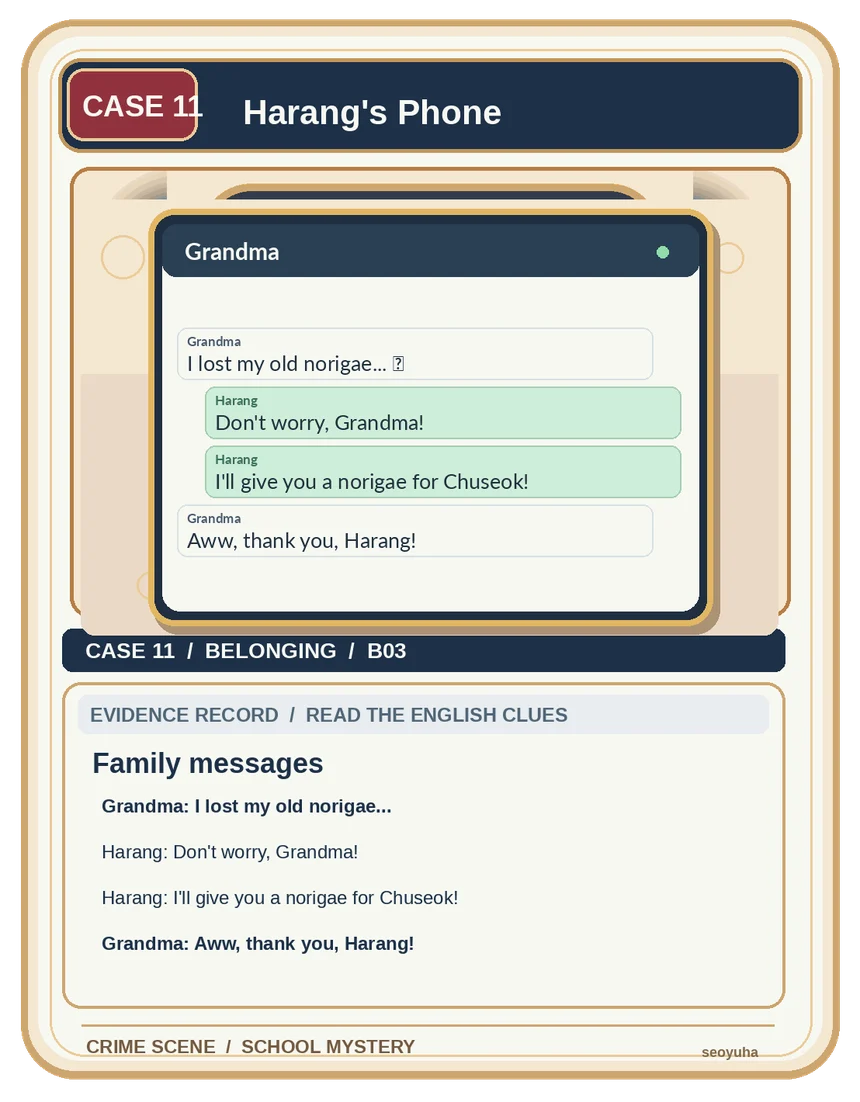 CASE 11
Harang's Phone
Grandma
Grandma
I lost my old norigae...
Harang
Don't worry, Grandma!
Harang
I'll give you a norigae for Chuseok!
Grandma
Aww, thank you, Harang!
CASE 11 / BELONGING / B03
EVIDENCE RECORD / READ THE ENGLISH CLUES
Family messages
Grandma: I lost my old norigae...
Harang: Don't worry, Grandma!
Harang: I'll give you a norigae for Chuseok!
Grandma: Aww, thank you, Harang!
CRIME SCENE / SCHOOL MYSTERY
seoyuha